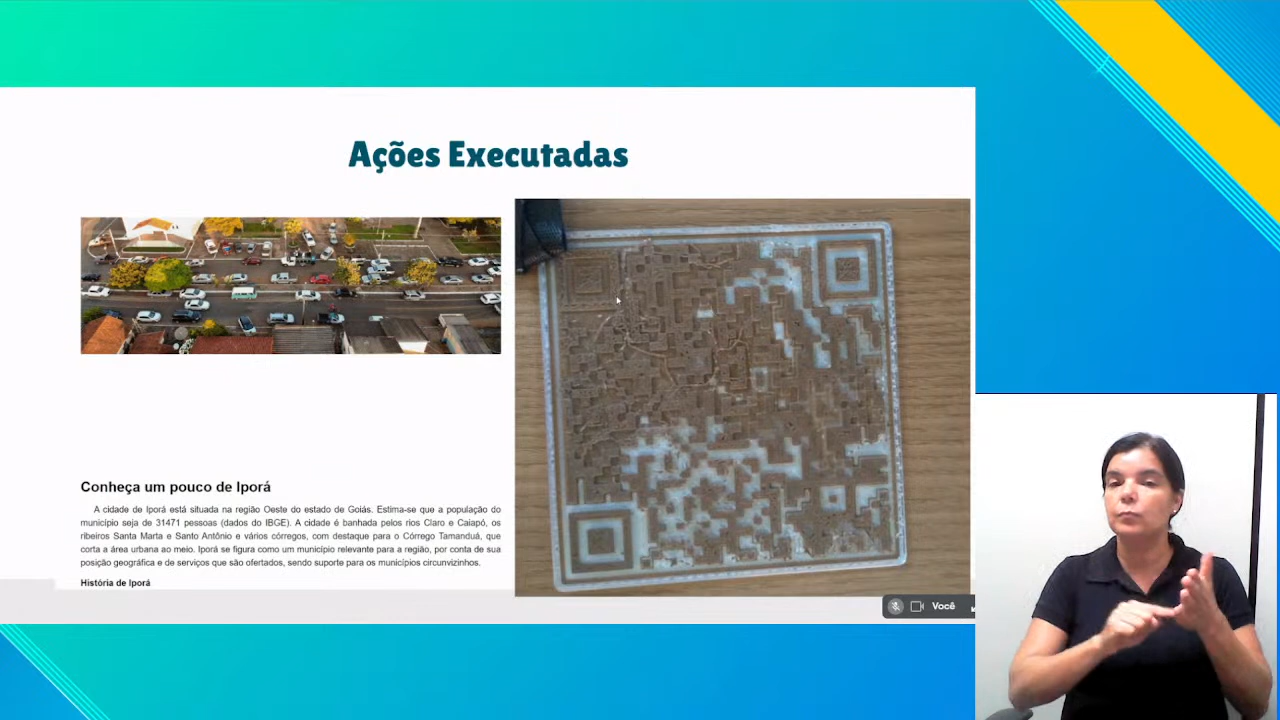 Ações Executadas
Conheça um pouco de Iporá
A cidade de Iporá está situada na região Oeste do estado de Goiás. Estima-se que a população do
município seja de 31471 pessoas (dados do IBGE). A cidade é banhada pelos rios Claro e Caiapó, os
ribeiros Santa Marta e Santo Antônio e vários córregos, com destaque para o Córrego Tamanduá, que
corta a área urbana ao meio. Iporá se figura como um município relevante para a região, por conta de sua
posição geográfica e de serviços que são ofertados, sendo suporte para os municípios circunvizinhos.
História de Iporá
Você